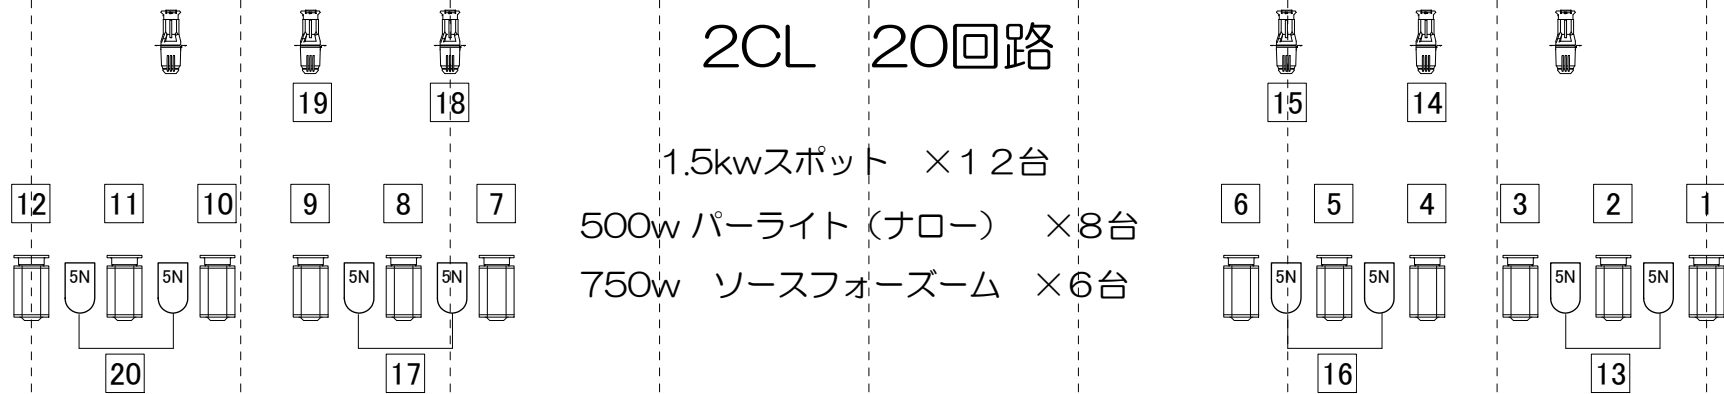 2CL 20回路
19 18 15 14
1.5kwスポット ×12台
12 11 10 9 8 7 6 5 4 3 2 1
500w パーライト（ナロー） ×8台
5N 5N 5N 5N 5N 5N 5N 5N
750w ソースフォーズーム ×6台
20 17 16 13